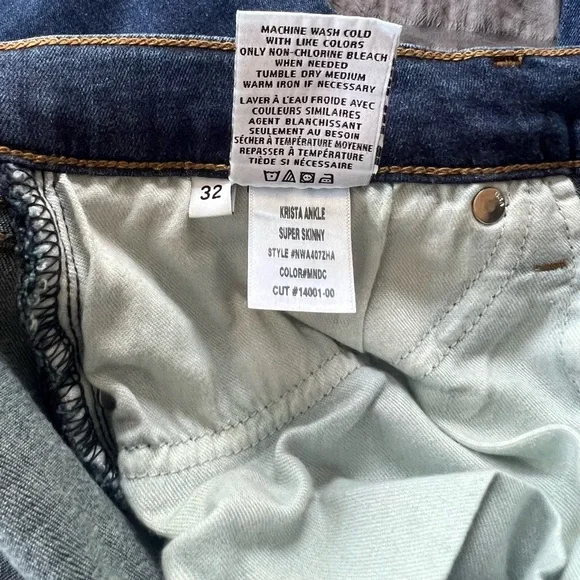 MACHINE WASH COLD
WITH LIKE COLORS
ONLY NON-CHLORINE BLEACH
WHEN NEEDED
TUMBLE DRY MEDIUM
WARM IRON IF NECESSARY
LAVER À L'EAU FROIDE AVEC
COULEURS SIMILAIRES
AGENT BLANCHISSANT
SEULEMENT AU BESOIN
SÉCHER À TEMPÉRATURE MOYENNE
REPASSER À TEMPÉRATURE
TIÈDE SI NÉCESSAIRE
32
KRISTA ANKLE
SUPER SKINNY
STYLE #NWA407ZHA
COLOR#MNDC
CUT #14001-00